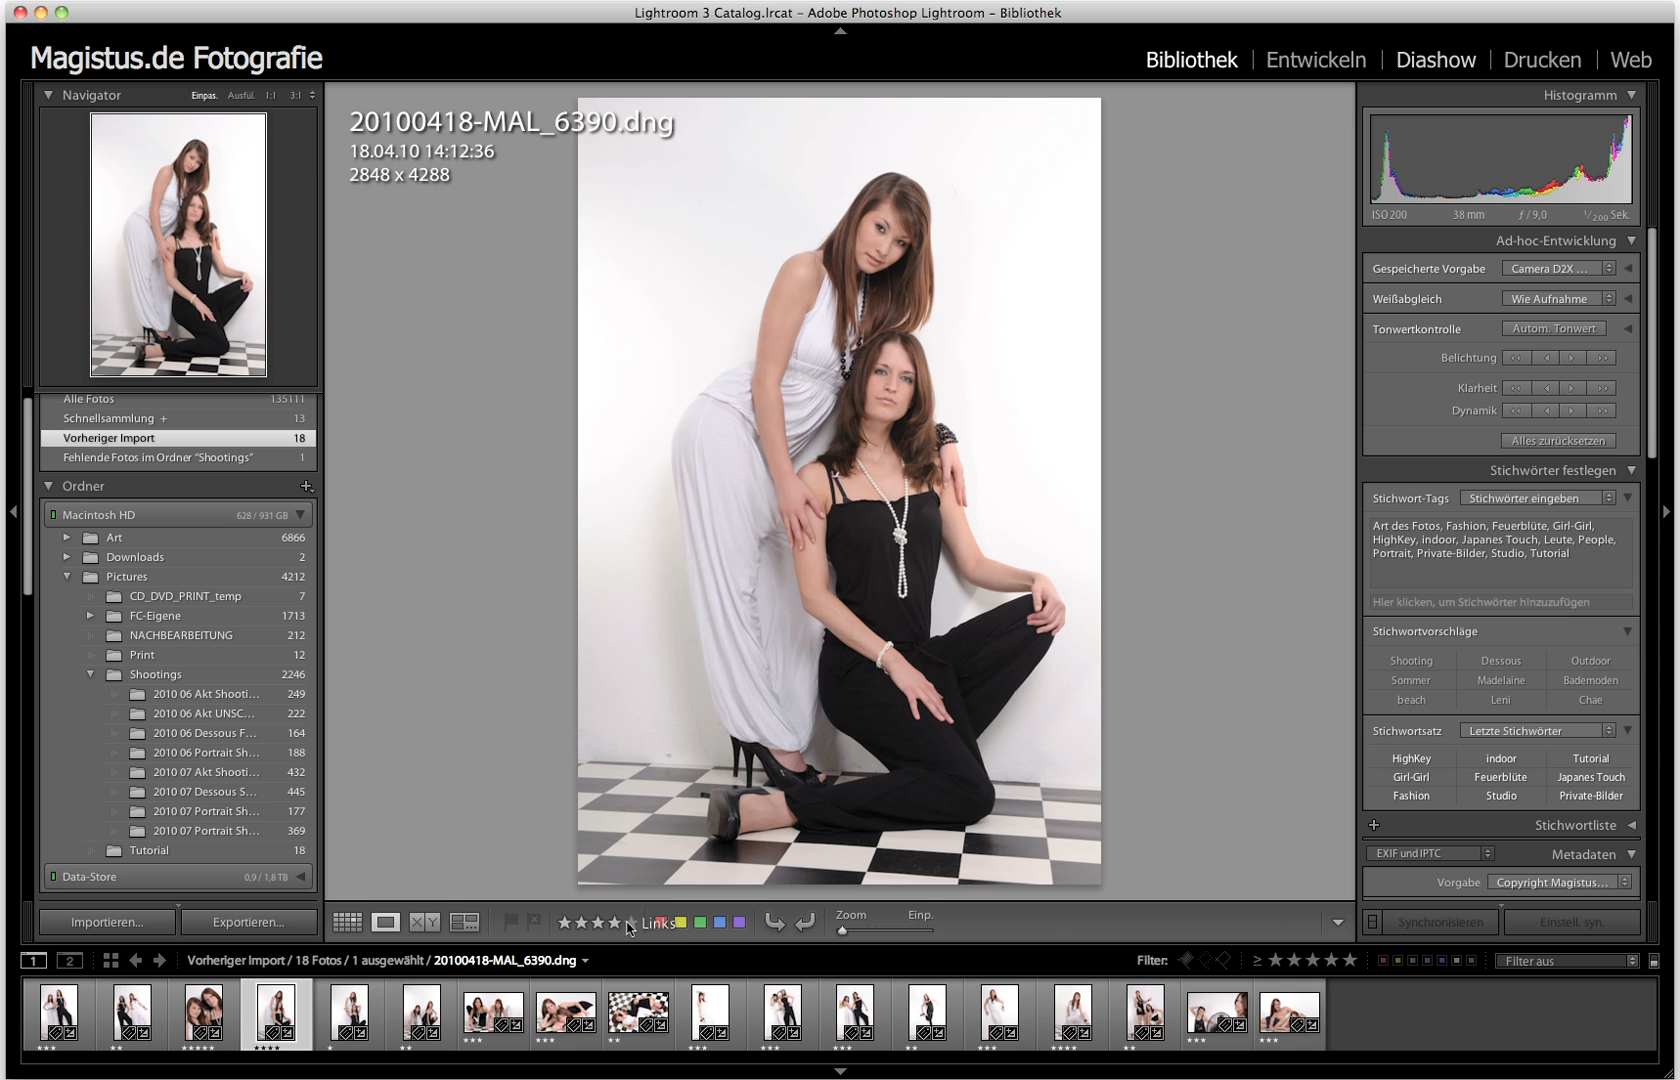 Lightroom 3 Catalog.lrcat – Adobe Photoshop Lightroom – Bibliothek
Magistus.de Fotografie
Bibliothek | Entwickeln | Diashow | Drucken | Web
Navigator Einpas. Ausfül. 1:1 3:1
Alle Fotos 135111
Schnellsammlung + 13
Vorheriger Import 18
Fehlende Fotos im Ordner "Shootings" 1
Ordner
Macintosh HD 628 / 931 GB
Art 6866
Downloads 2
Pictures 4212
CD_DVD_PRINT_temp 7
FC-Eigene 1713
NACHBEARBEITUNG 212
Print 12
Shootings 2246
2010 06 Akt Shooti... 249
2010 06 Akt UNSC... 222
2010 06 Dessous F... 164
2010 06 Portrait Sh... 188
2010 07 Akt Shooti... 432
2010 07 Dessous S... 445
2010 07 Portrait Sh... 177
2010 07 Portrait Sh... 369
Tutorial 18
Data-Store 0,9 / 1,8 TB
Importieren... Exportieren...
20100418-MAL_6390.dng
18.04.10 14:12:36
2848 x 4288
XY Links Zoom Einp.
Histogramm
ISO 200 38 mm ƒ / 9,0 1/200 Sek.
Ad-hoc-Entwicklung
Gespeicherte Vorgabe Camera D2X ...
Weißabgleich Wie Aufnahme
Tonwertkontrolle Autom. Tonwert
Belichtung
Klarheit
Dynamik
Alles zurücksetzen
Stichwörter festlegen
Stichwort-Tags Stichwörter eingeben
Art des Fotos, Fashion, Feuerblüte, Girl-Girl,
HighKey, indoor, Japanes Touch, Leute, People,
Portrait, Private-Bilder, Studio, Tutorial
Hier klicken, um Stichwörter hinzuzufügen
Stichwortvorschläge
Shooting Dessous Outdoor
Sommer Madelaine Bademoden
beach Leni Chae
Stichwortsatz Letzte Stichwörter
HighKey indoor Tutorial
Girl-Girl Feuerblüte Japanes Touch
Fashion Studio Private-Bilder
Stichwortliste
EXIF und IPTC Metadaten
Vorgabe Copyright Magistus...
Synchronisieren Einstell. syn.
1 2 Vorheriger Import / 18 Fotos / 1 ausgewählt / 20100418-MAL_6390.dng Filter: ≥ Filter aus